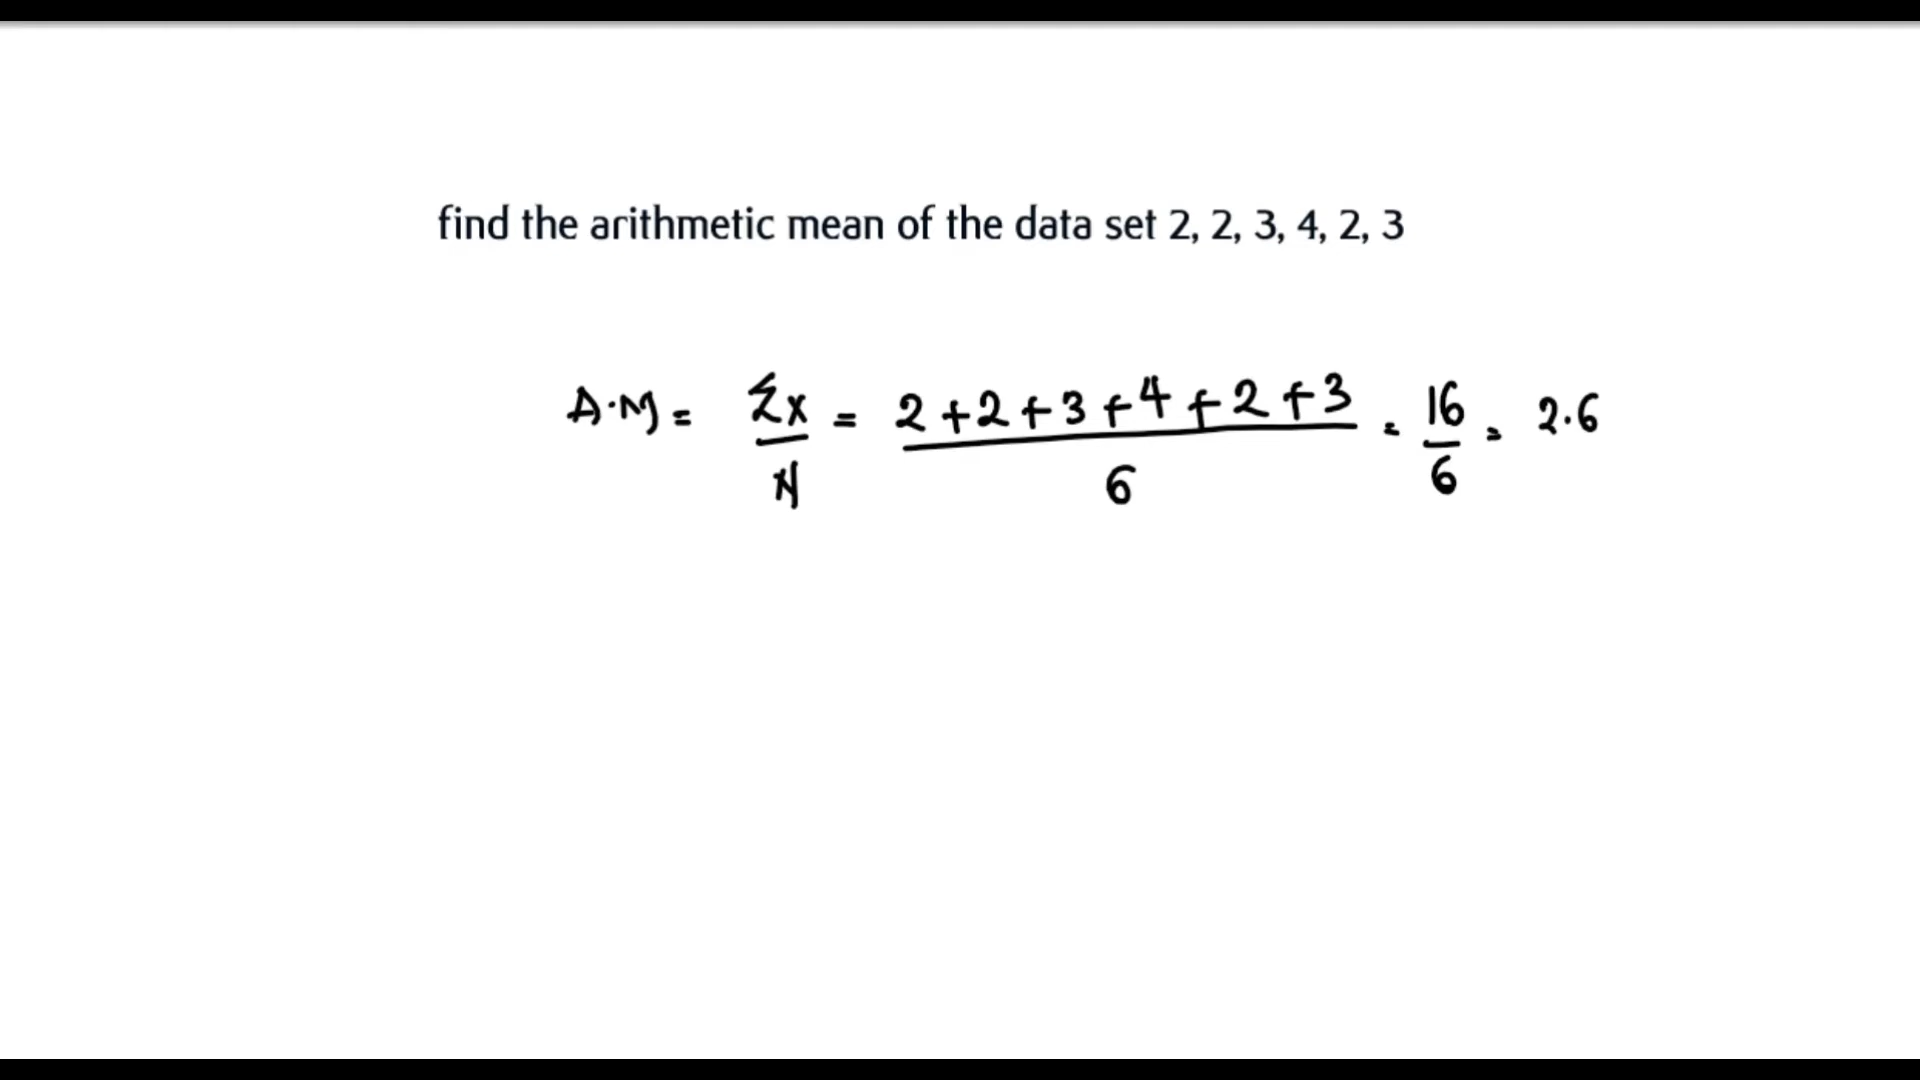 find the arithmetic mean of the data set 2, 2, 3, 4, 2, 3
A.M = Σx/N = 2+2+3+4+2+3/6 = 16/6 = 2.6